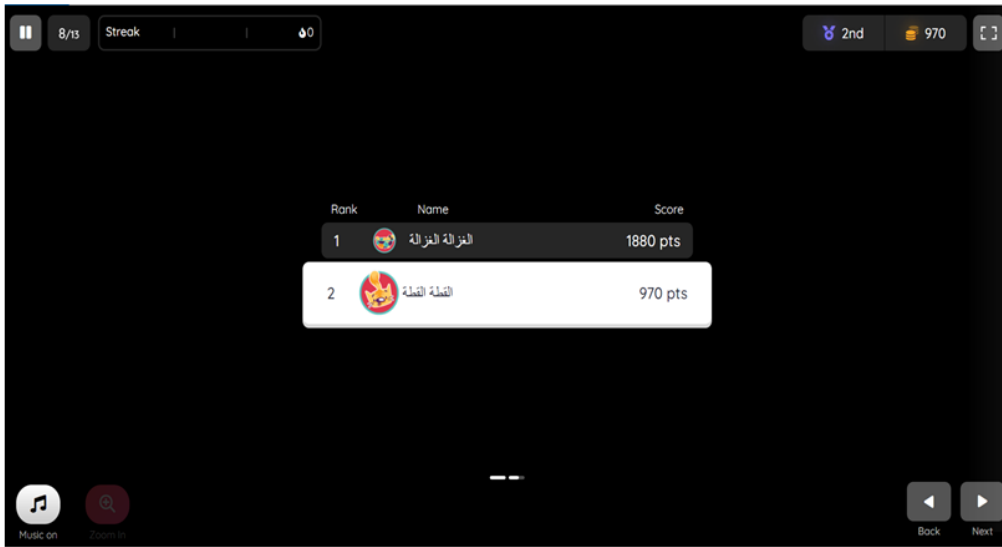 8/13 Streak 0 2nd 970
Rank Name Score
1 الغزالة الغزالة 1880 pts
2 القطة القطة 970 pts
Music on Zoom In Back Next